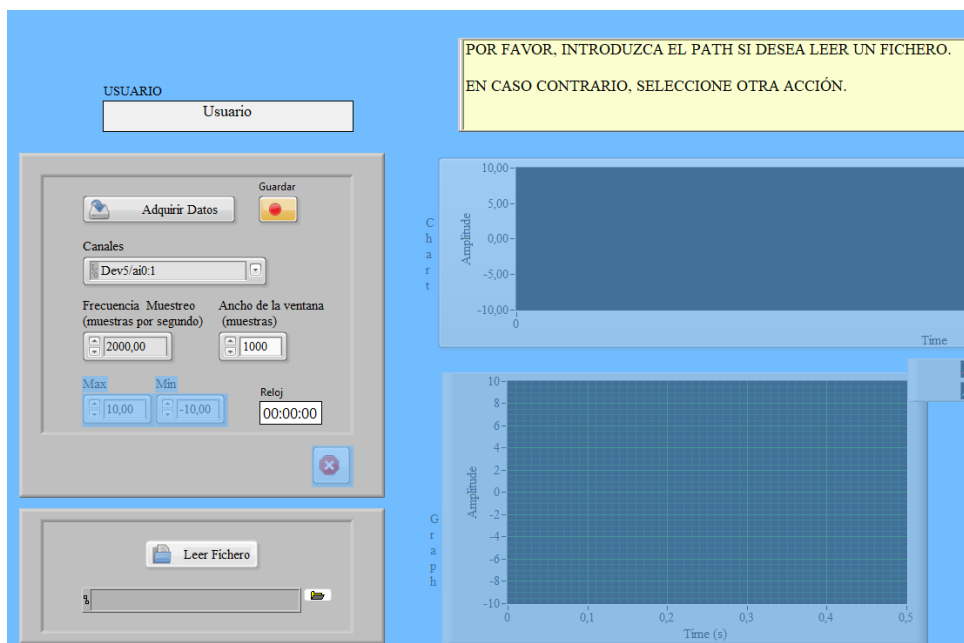 POR FAVOR, INTRODUZCA EL PATH SI DESEA LEER UN FICHERO.
EN CASO CONTRARIO, SELECCIONE OTRA ACCIÓN.
USUARIO
Usuario
Guardar
Adquirir Datos
Canales
Dev5/ai0:1
Frecuencia Muestreo
(muestras por segundo)
2000,00
Ancho de la ventana
(muestras)
1000
Max
10,00
Mín
-10,00
Reloj
00:00:00
Leer Fichero
Chart
Amplitude
10,00
5,00
0,00
-5,00
-10,00
0
Time
Graph
Amplitude
10
8
6
4
2
0
-2
-4
-6
-8
-10
0
0,1
0,2
0,3
0,4
0,5
Time (s)